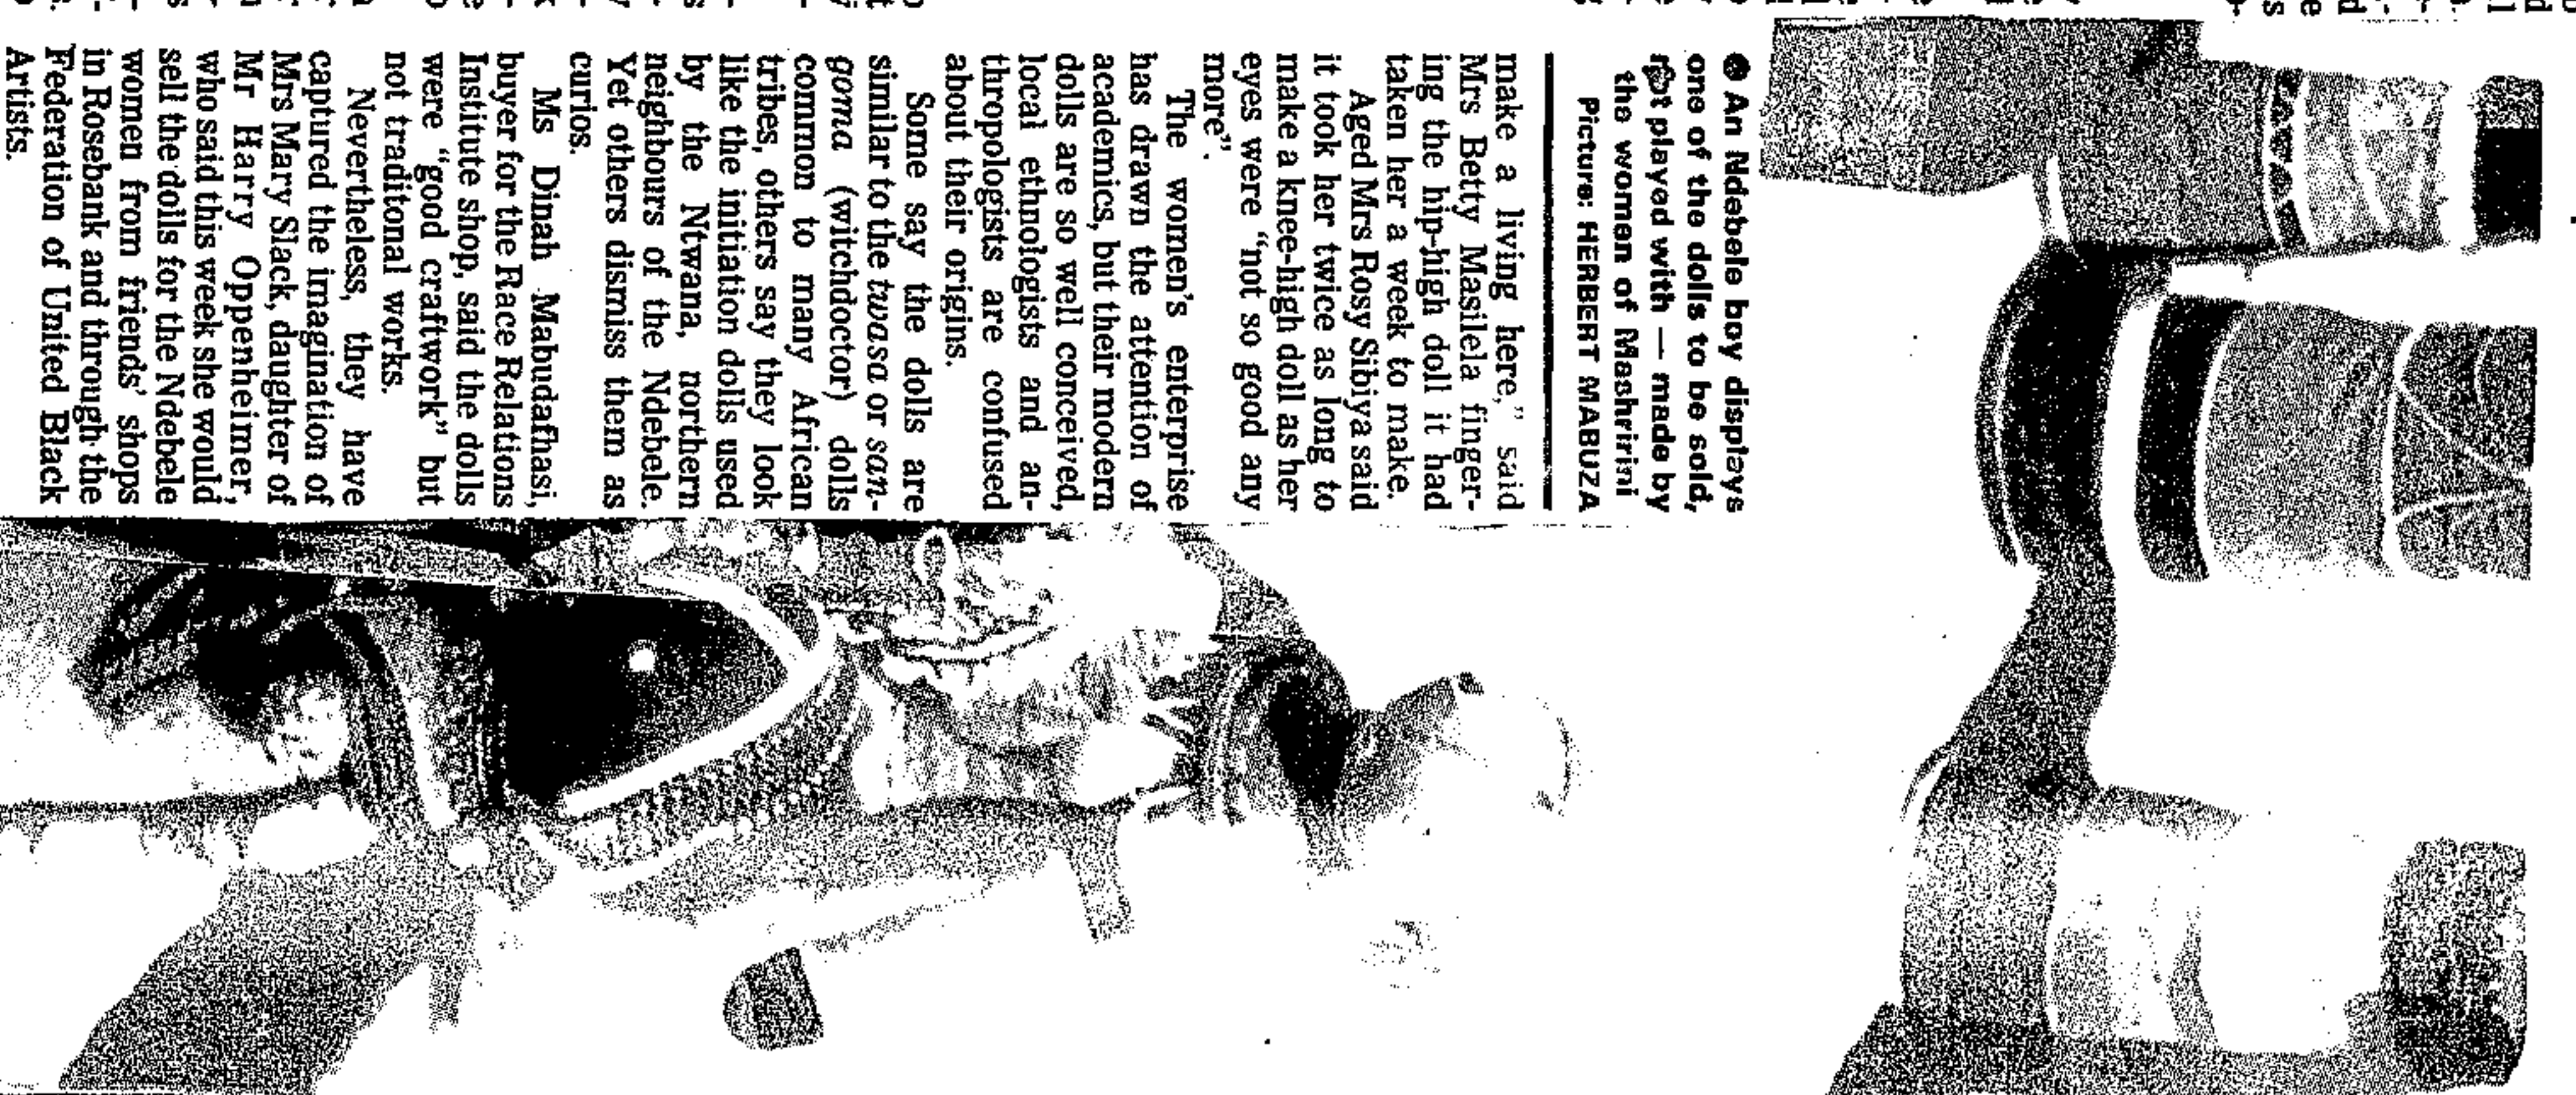 ● An Ndebele boy displays
one of the dolls to be sold,
not played with — made by
the women of Mashririni
Picture: HERBERT MABUZA
make a living here," said
Mrs Betty Masilela finger-
ing the hip-high doll it had
taken her a week to make.
Aged Mrs Rosy Sibiya said
it took her twice as long to
make a knee-high doll as her
eyes were "not so good any
more".
The women's enterprise
has drawn the attention of
academics, but their modern
dolls are so well conceived,
local ethnologists and an-
thropologists are confused
about their origins.
Some say the dolls are
similar to the twasa or san-
goma (witchdoctor) dolls
common to many African
tribes, others say they look
like the initiation dolls used
by the Ntwana, northern
neighbours of the Ndebele.
Yet others dismiss them as
curios.
Ms Dinah Mabudafhasi,
buyer for the Race Relations
Institute shop, said the dolls
were "good craftwork" but
not traditonal works.
Nevertheless, they have
captured the imagination of
Mrs Mary Slack, daughter of
Mr Harry Oppenheimer,
who said this week she would
sell the dolls for the Ndebele
women from friends' shops
in Rosebank and through the
Federation of United Black
Artists.